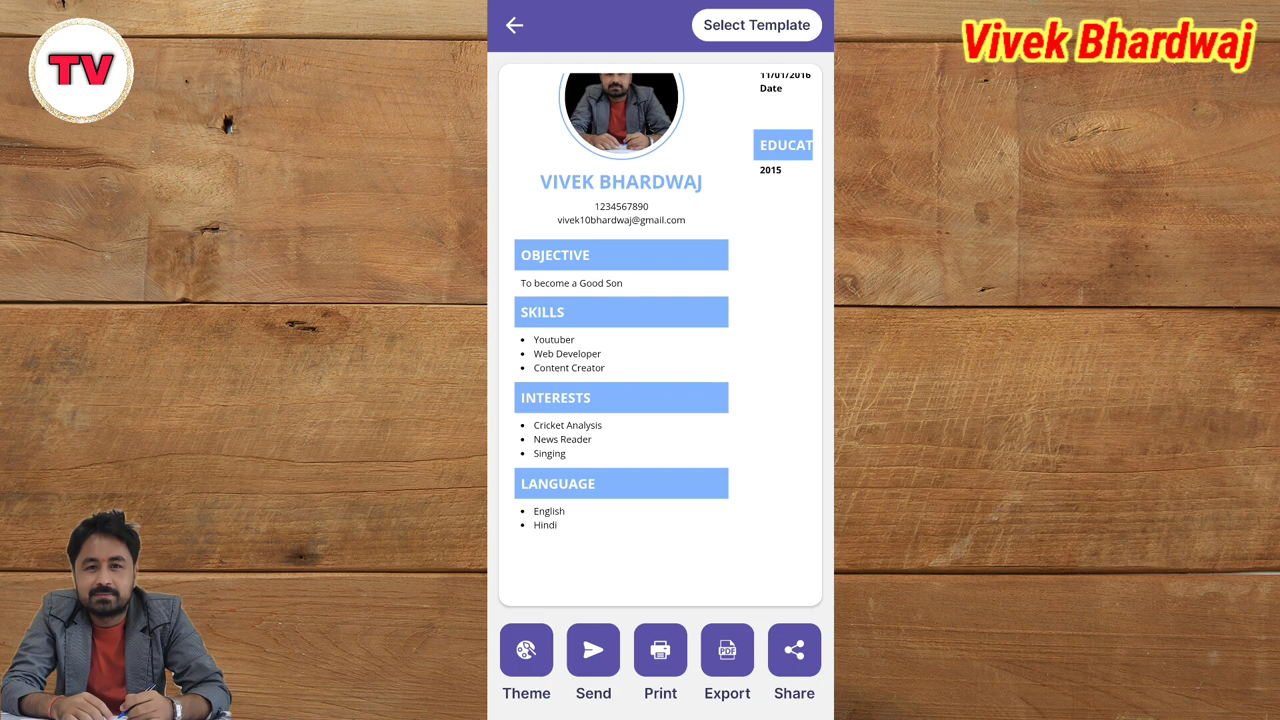 TV
Vivek Bhardwaj
Select Template
11/01/2016
Date
EDUCAT
2015
VIVEK BHARDWAJ
1234567890
vivek10bhardwaj@gmail.com
OBJECTIVE
To become a Good Son
SKILLS
• Youtuber
• Web Developer
• Content Creator
INTERESTS
• Cricket Analysis
• News Reader
• Singing
LANGUAGE
• English
• Hindi
PDF
Theme Send Print Export Share